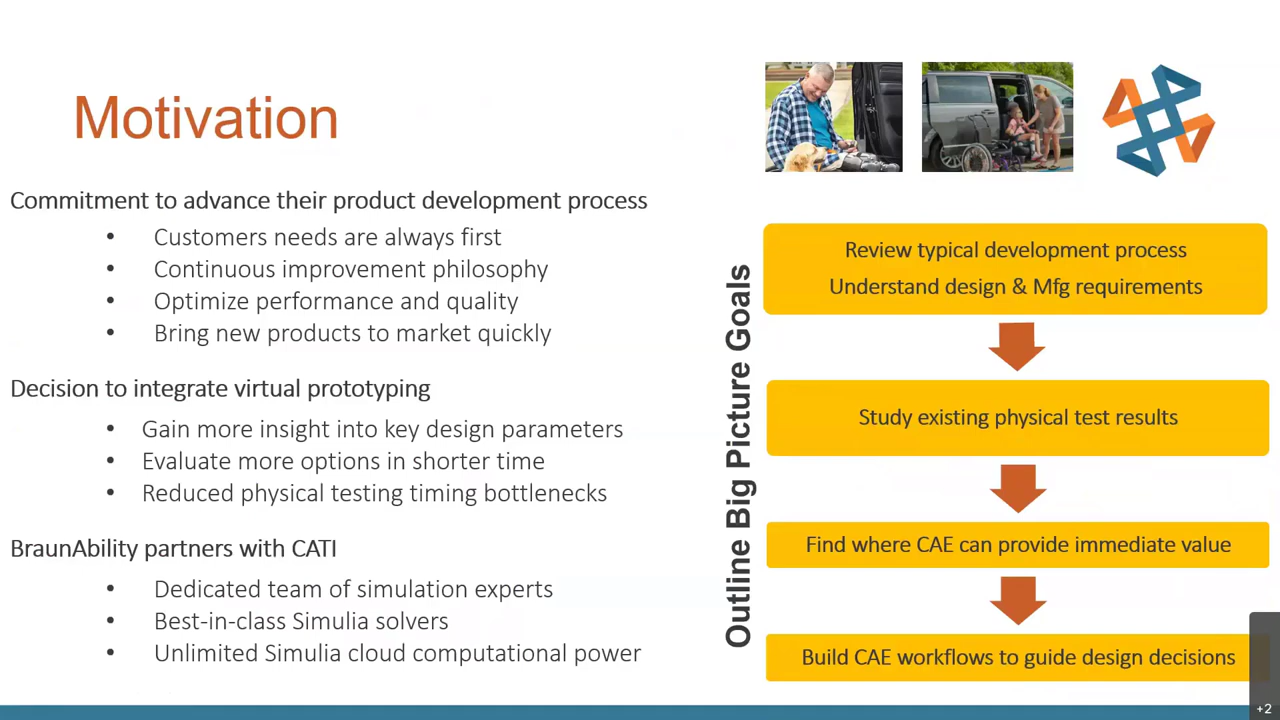 Motivation
Commitment to advance their product development process
• Customers needs are always first
• Continuous improvement philosophy
• Optimize performance and quality
• Bring new products to market quickly
Decision to integrate virtual prototyping
• Gain more insight into key design parameters
• Evaluate more options in shorter time
• Reduced physical testing timing bottlenecks
BraunAbility partners with CATI
• Dedicated team of simulation experts
• Best-in-class Simulia solvers
• Unlimited Simulia cloud computational power
Outline Big Picture Goals
Review typical development process
Understand design & Mfg requirements
Study existing physical test results
Find where CAE can provide immediate value
Build CAE workflows to guide design decisions
+2